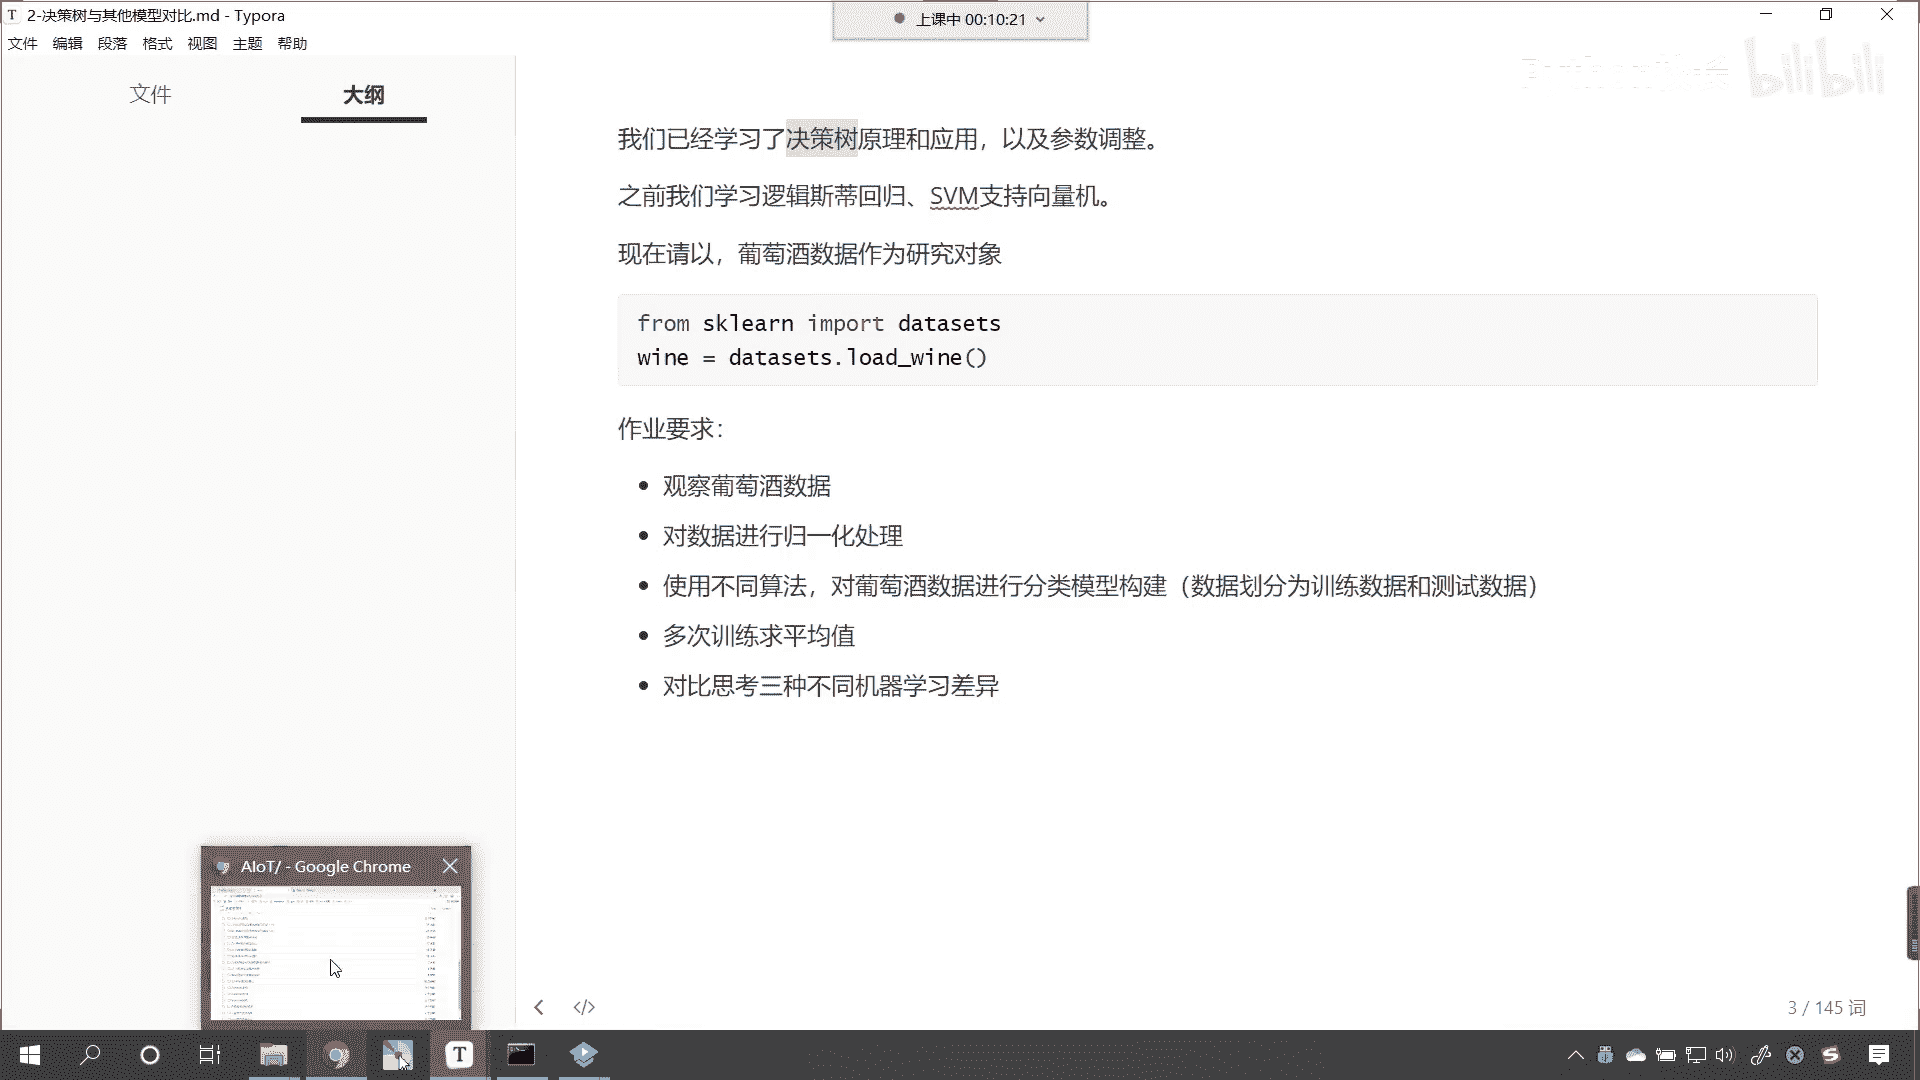 2-决策树与其他模型对比.md - Typora
上课中 00:10:21
文件 编辑 段落 格式 视图 主题 帮助
bilibili
文件 大纲
我们已经学习了决策树原理和应用，以及参数调整。
之前我们学习逻辑斯蒂回归、SVM支持向量机。
现在请以，葡萄酒数据作为研究对象
from sklearn import datasets
wine = datasets.load_wine()
作业要求：
观察葡萄酒数据
对数据进行归一化处理
使用不同算法，对葡萄酒数据进行分类模型构建（数据划分为训练数据和测试数据）
多次训练求平均值
对比思考三种不同机器学习差异
AIoT/ - Google Chrome
3 / 145 词